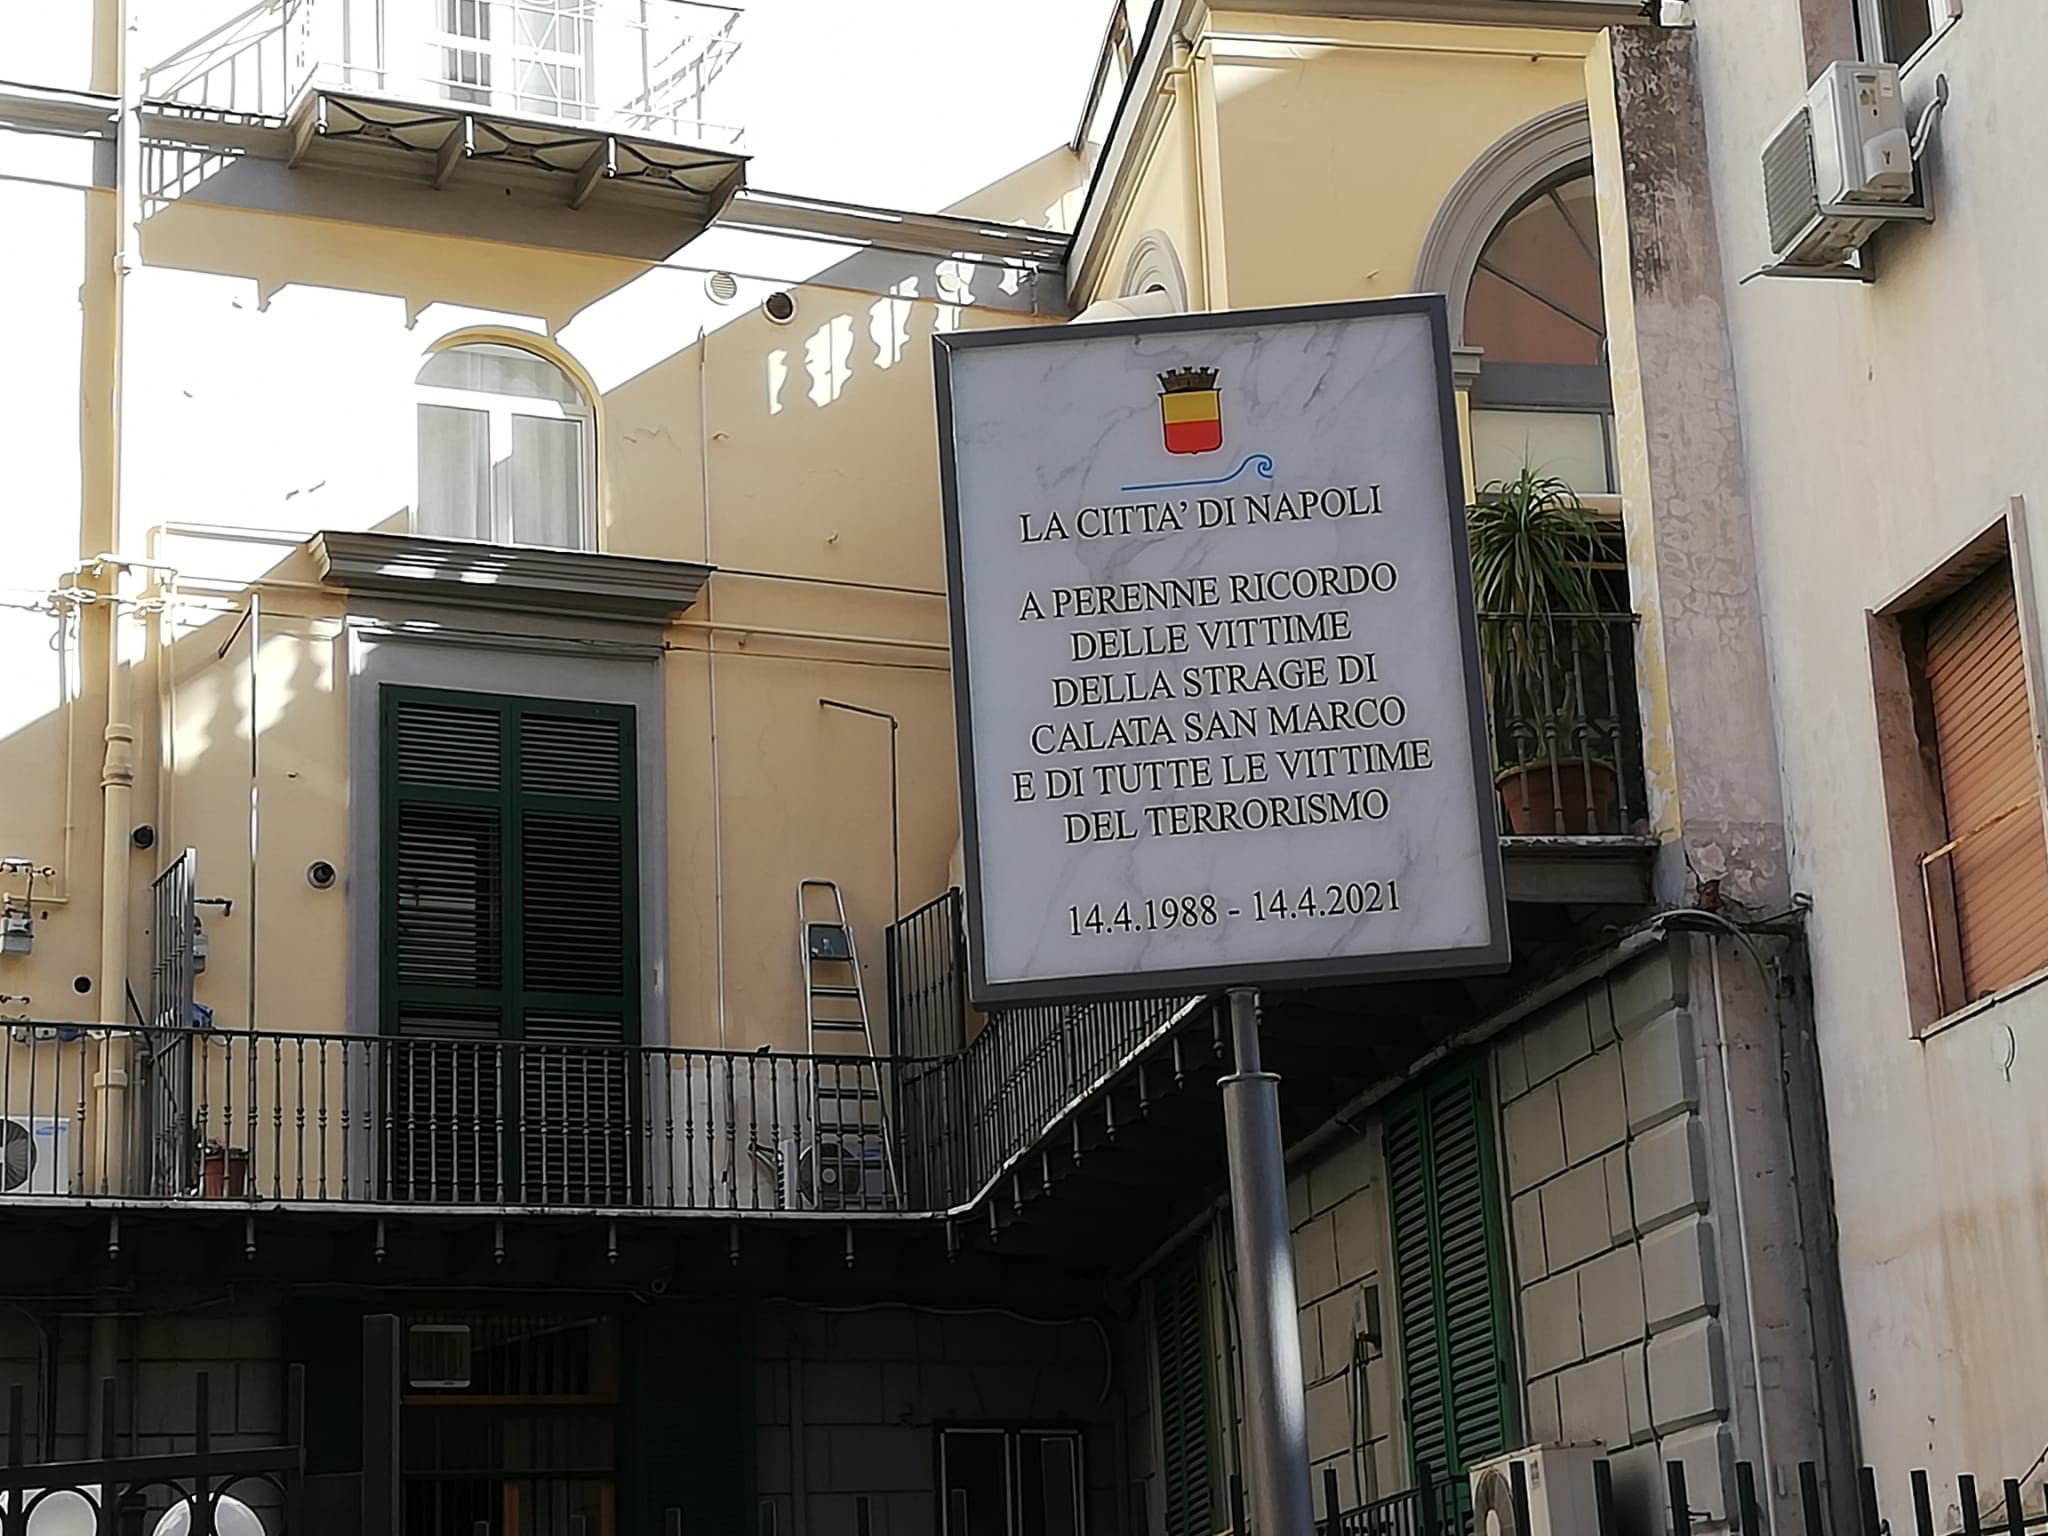 LA CITTA' DI NAPOLI
A PERENNE RICORDO
DELLE VITTIME
DELLA STRAGE DI
CALATA SAN MARCO
E DI TUTTE LE VITTIME
DEL TERRORISMO
14.4.1988 - 14.4.2021